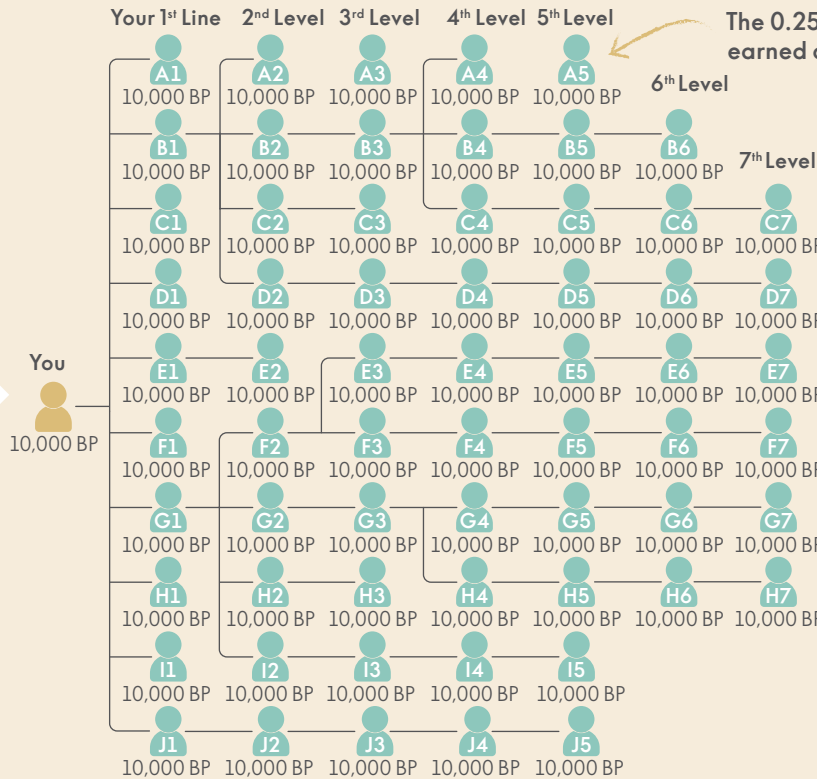 Your 1st Line 2nd Level 3rd Level 4th Level 5th Level
The 0.25
earned
6th Level
7th Level
A1 A2 A3 A4 A5
10,000 BP 10,000 BP 10,000 BP 10,000 BP 10,000 BP
B1 B2 B3 B4 B5 B6
10,000 BP 10,000 BP 10,000 BP 10,000 BP 10,000 BP 10,000 BP
C1 C2 C3 C4 C5 C6 C7
10,000 BP 10,000 BP 10,000 BP 10,000 BP 10,000 BP 10,000 BP 10,000 BP
D1 D2 D3 D4 D5 D6 D7
10,000 BP 10,000 BP 10,000 BP 10,000 BP 10,000 BP 10,000 BP 10,000 BP
You
E1 E2 E3 E4 E5 E6 E7
10,000 BP 10,000 BP 10,000 BP 10,000 BP 10,000 BP 10,000 BP 10,000 BP
10,000 BP
F1 F2 F3 F4 F5 F6 F7
10,000 BP 10,000 BP 10,000 BP 10,000 BP 10,000 BP 10,000 BP 10,000 BP
G1 G2 G3 G4 G5 G6 G7
10,000 BP 10,000 BP 10,000 BP 10,000 BP 10,000 BP 10,000 BP 10,000 BP
H1 H2 H3 H4 H5 H6 H7
10,000 BP 10,000 BP 10,000 BP 10,000 BP 10,000 BP 10,000 BP 10,000 BP
I1 I2 I3 I4 I5
10,000 BP 10,000 BP 10,000 BP 10,000 BP 10,000 BP
J1 J2 J3 J4 J5
10,000 BP 10,000 BP 10,000 BP 10,000 BP 10,000 BP